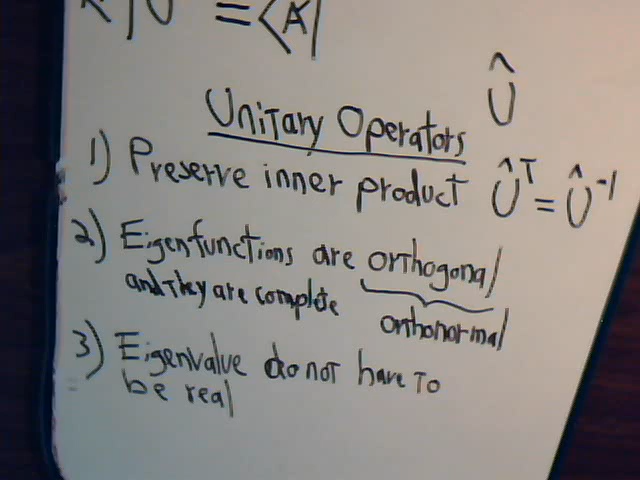 =⟨A|
Unitary Operators Û
1) Preserve inner product Û^T = Û^-1
2) Eigenfunctions are orthogonal
and they are complete orthonormal
3) Eigenvalue do not have to
be real